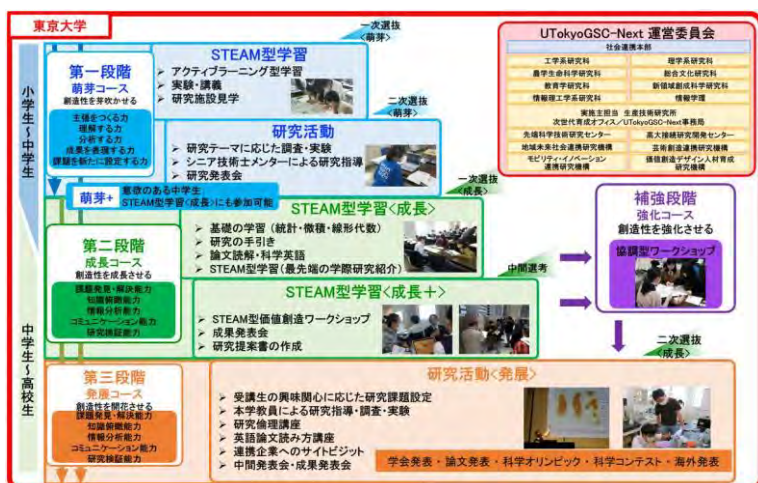 東京大学
小学生～中学生
中学生～高校生
第一段階
萌芽コース
創造性を芽吹かせる
主張をつくる力
理解する力
分析する力
成果を表現する力
課題を新たに設定する力
一次選抜
<萌芽>
STEAM型学習
➢ アクティブラーニング型学習
➢ 実験・講義
➢ 研究施設見学
二次選抜
<萌芽>
研究活動
➢ 研究テーマに応じた調査・実験
➢ シニア技術士メンターによる研究指導
➢ 研究発表会
萌芽+
意欲のある中学生：
STEAM型学習<成長>にも参加可能
一次選抜
<成長>
第二段階
成長コース
創造性を成長させる
課題発見・解決能力
知識俯瞰能力
情報分析能力
コミュニケーション能力
研究検証能力
STEAM型学習<成長>
➢ 基礎の学習（統計・微積・線形代数）
➢ 研究の手引き
➢ 論文読解・科学英語
➢ STEAM型学習（最先端の学際研究紹介）
中間選考
STEAM型学習<成長＋>
➢ STEAM型価値創造ワークショップ
➢ 成果発表会
➢ 研究提案書の作成
補強段階
強化コース
創造性を強化させる
協調型ワークショップ
二次選抜
<成長>
第三段階
発展コース
創造性を開花させる
課題発見・解決能力
知識俯瞰能力
情報分析能力
コミュニケーション能力
研究検証能力
研究活動<発展>
➢ 受講生の興味関心に応じた研究課題設定
➢ 本学教員による研究指導・調査・実験
➢ 研究倫理講座
➢ 英語論文読み方講座
➢ 連携企業へのサイトビジット
➢ 中間発表会・成果発表会
学会発表・論文発表・科学オリンピック・科学コンテスト・海外発表
UTokyoGSC-Next 運営委員会
社会連携本部
工学系研究科
理学系研究科
農学生命科学研究科
総合文化研究科
教育学研究科
新領域創成科学研究科
情報理工学系研究科
情報学環
実施主担当 生産技術研究所
次世代育成オフィス／UTokyoGSC-Next事務局
先端科学技術研究センター
高大接続研究開発センター
地域未来社会連携研究機構
芸術創造連携研究機構
モビリティ・イノベーション
連携研究機構
価値創造デザイン人材育成
研究機構